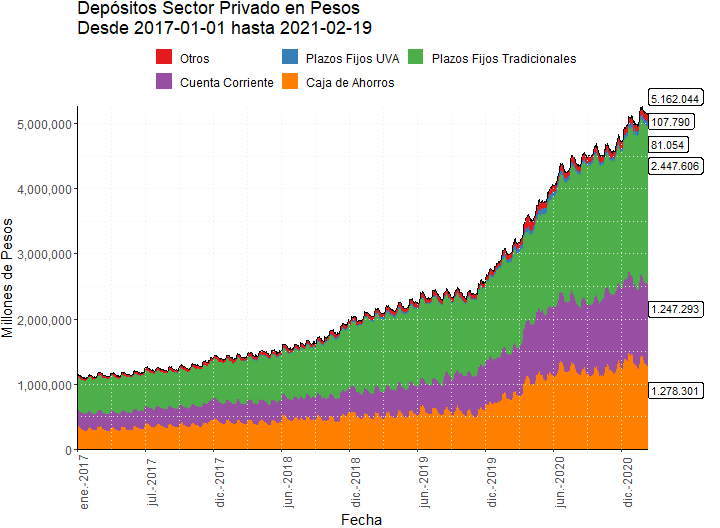 Depósitos Sector Privado en Pesos
Desde 2017-01-01 hasta 2021-02-19
Otros
Plazos Fijos UVA
Plazos Fijos Tradicionales
Cuenta Corriente
Caja de Ahorros
5.162.044
107.790
81.054
2.447.606
1.247.293
1.278.301
5,000,000
4,000,000
3,000,000
2,000,000
1,000,000
0
Millones de Pesos
ene.-2017
jul.-2017
dic.-2017
jun.-2018
dic.-2018
jun.-2019
dic.-2019
jun.-2020
dic.-2020
Fecha